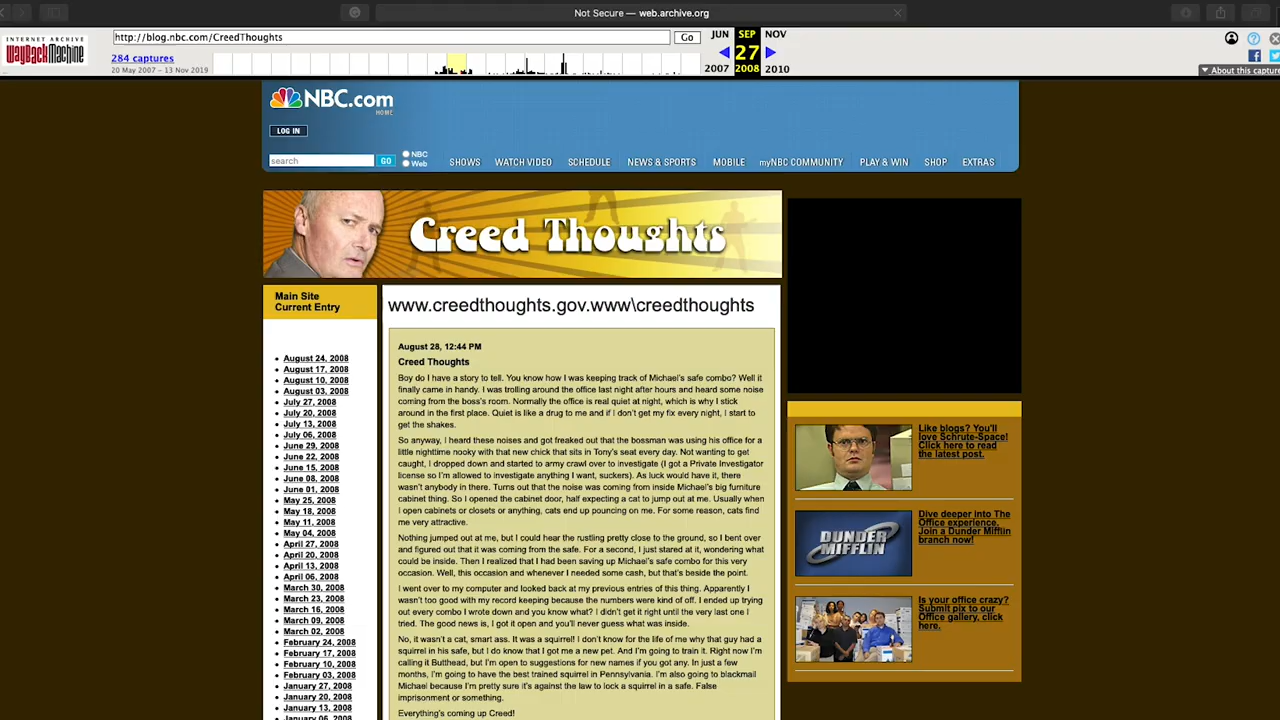 Not Secure — web.archive.org
INTERNET ARCHIVE
WayBackMachine
http://blog.nbc.com/CreedThoughts
Go
JUN SEP NOV
27
2007 2008 2010
284 captures
20 May 2007 – 13 Nov 2019
About this capture
NBC.com
HOME
LOG IN
search
GO
NBC
Web
SHOWS WATCH VIDEO SCHEDULE NEWS & SPORTS MOBILE myNBC COMMUNITY PLAY & WIN SHOP EXTRAS
Creed Thoughts
Main Site
Current Entry
August 24, 2008
August 17, 2008
August 10, 2008
August 03, 2008
July 27, 2008
July 20, 2008
July 13, 2008
July 06, 2008
June 29, 2008
June 22, 2008
June 15, 2008
June 08, 2008
June 01, 2008
May 25, 2008
May 18, 2008
May 11, 2008
May 04, 2008
April 27, 2008
April 20, 2008
April 13, 2008
April 06, 2008
March 30, 2008
March 23, 2008
March 16, 2008
March 09, 2008
March 02, 2008
February 24, 2008
February 17, 2008
February 10, 2008
February 03, 2008
January 27, 2008
January 20, 2008
January 13, 2008
January 06, 2008
www.creedthoughts.gov.www\creedthoughts
August 28, 12:44 PM
Creed Thoughts
Boy do I have a story to tell. You know how I was keeping track of Michael's safe combo? Well it
finally came in handy. I was trolling around the office last night after hours and heard some noise
coming from the boss's room. Normally the office is real quiet at night, which is why I stick
around in the first place. Quiet is like a drug to me and if I don't get my fix every night, I start to
get the shakes.
So anyway, I heard these noises and got freaked out that the bossman was using his office for a
little nighttime nooky with that new chick that sits in Tony's seat every day. Not wanting to get
caught, I dropped down and started to army crawl over to investigate (I got a Private Investigator
license so I'm allowed to investigate anything I want, suckers). As luck would have it, there
wasn't anybody in there. Turns out that the noise was coming from inside Michael's big furniture
cabinet thing. So I opened the cabinet door, half expecting a cat to jump out at me. Usually when
I open cabinets or closets or anything, cats end up pouncing on me. For some reason, cats find
me very attractive.
Nothing jumped out at me, but I could hear the rustling pretty close to the ground, so I bent over
and figured out that it was coming from the safe. For a second, I just stared at it, wondering what
could be inside. Then I realized that I had been saving up Michael's safe combo for this very
occasion. Well, this occasion and whenever I needed some cash, but that's beside the point.
I went over to my computer and looked back at my previous entries of this thing. Apparently I
wasn't too good with my record keeping because the numbers were kind of off. I ended up trying
out every combo I wrote down and you know what? I didn't get it right until the very last one I
tried. The good news is, I got it open and you'll never guess what was inside.
No, it wasn't a cat, smart ass. It was a squirrel! I don't know for the life of me why that guy had a
squirrel in his safe, but I do know that I got me a new pet. And I'm going to train it. Right now I'm
calling it Butthead, but I'm open to suggestions for new names if you got any. In just a few
months, I'm going to have the best trained squirrel in Pennsylvania. I'm also going to blackmail
Michael because I'm pretty sure it's against the law to lock a squirrel in a safe. False
imprisonment or something.
Everything's coming up Creed!
Like blogs? You'll
love Schrute-Space!
Click here to read
the latest post.
DUNDER
MIFFLIN
Dive deeper into The
Office experience.
Join a Dunder Mifflin
branch now!
Is your office crazy?
Submit pix to our
Office gallery, click
here.